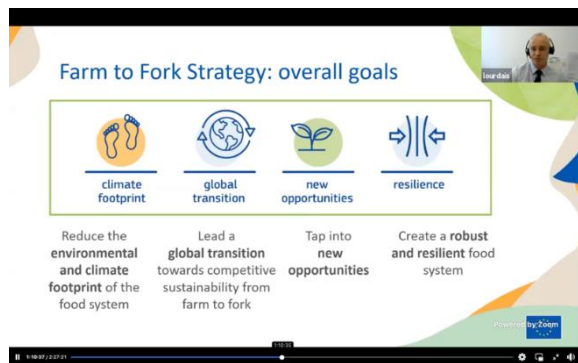 Farm to Fork Strategy: overall goals
lourdais
climate
footprint
global
transition
new
opportunities
resilience
Reduce the
environmental
and climate
footprint of the
food system
Lead a
global transition
towards competitive
sustainability from
farm to fork
Tap into
new
opportunities
Create a robust
and resilient food
system
Powered by Zoom
1:10:35